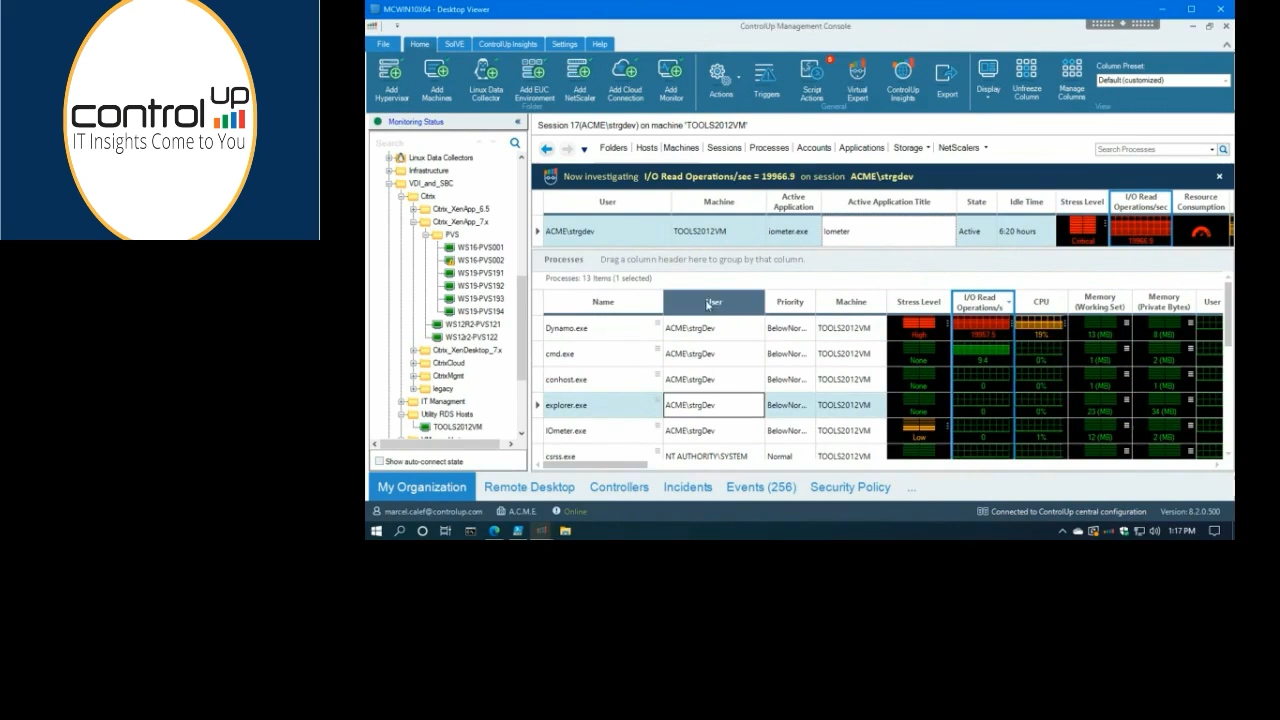 control up
IT Insights Come to You
MCWIN10X64 - Desktop Viewer
ControlUp Management Console
File Home SolVE ControlUp Insights Settings Help
Add Hypervisor
Add Machines
Linux Data Collector
Add EUC Environment
Add NetScaler
Add Cloud Connection
Add Monitor
Actions
Triggers
Script Actions
Virtual Expert
ControlUp Insights
Export
Display
Unfreeze Column
Manage Columns
Column Preset:
Default (customized)
Folder
General
View
Monitoring Status
Search
Linux Data Collectors
Infrastructure
VDI_and_SBC
Citrix
Citrix_XenApp_6.5
Citrix_XenApp_7.x
PVS
WS16-PVS001
WS16-PVS002
WS19-PVS191
WS19-PVS192
WS19-PVS193
WS19-PVS194
WS12R2-PVS121
WS12r2-PVS122
Citrix_XenDesktop_7.x
CitrixCloud
CitrixMgmt
legacy
IT Managment
Utility RDS Hosts
TOOLS2012VM
Show auto-connect state
Session 17(ACME\strgdev) on machine 'TOOLS2012VM'
Folders Hosts Machines Sessions Processes Accounts Applications Storage NetScalers
Search Processes
Now investigating I/O Read Operations/sec = 19966.9 on session ACME\strgdev
User Machine Active Application Active Application Title State Idle Time Stress Level I/O Read Operations/sec Resource Consumption
ACME\strgdev TOOLS2012VM iometer.exe Iometer Active 6:20 hours Critical 19966.9
Processes Drag a column header here to group by that column.
Processes: 13 Items (1 selected)
Name User Priority Machine Stress Level I/O Read Operations/s CPU Memory (Working Set) Memory (Private Bytes) User
Dynamo.exe ACME\strgDev BelowNor... TOOLS2012VM High 19957.5 19% 13 (MB) 8 (MB)
cmd.exe ACME\strgDev BelowNor... TOOLS2012VM None 9.4 0% 1 (MB) 2 (MB)
conhost.exe ACME\strgDev BelowNor... TOOLS2012VM None 0 0% 1 (MB) 1 (MB)
explorer.exe ACME\strgDev BelowNor... TOOLS2012VM None 0 0% 23 (MB) 34 (MB)
IOmeter.exe ACME\strgDev BelowNor... TOOLS2012VM Low 0 1% 12 (MB) 2 (MB)
csrss.exe NT AUTHORITY\SYSTEM Normal TOOLS2012VM
My Organization Remote Desktop Controllers Incidents Events (256) Security Policy ...
marcel.calef@controlup.com A.C.M.E. Online Connected to ControlUp central configuration Version: 8.2.0.500
1:17 PM